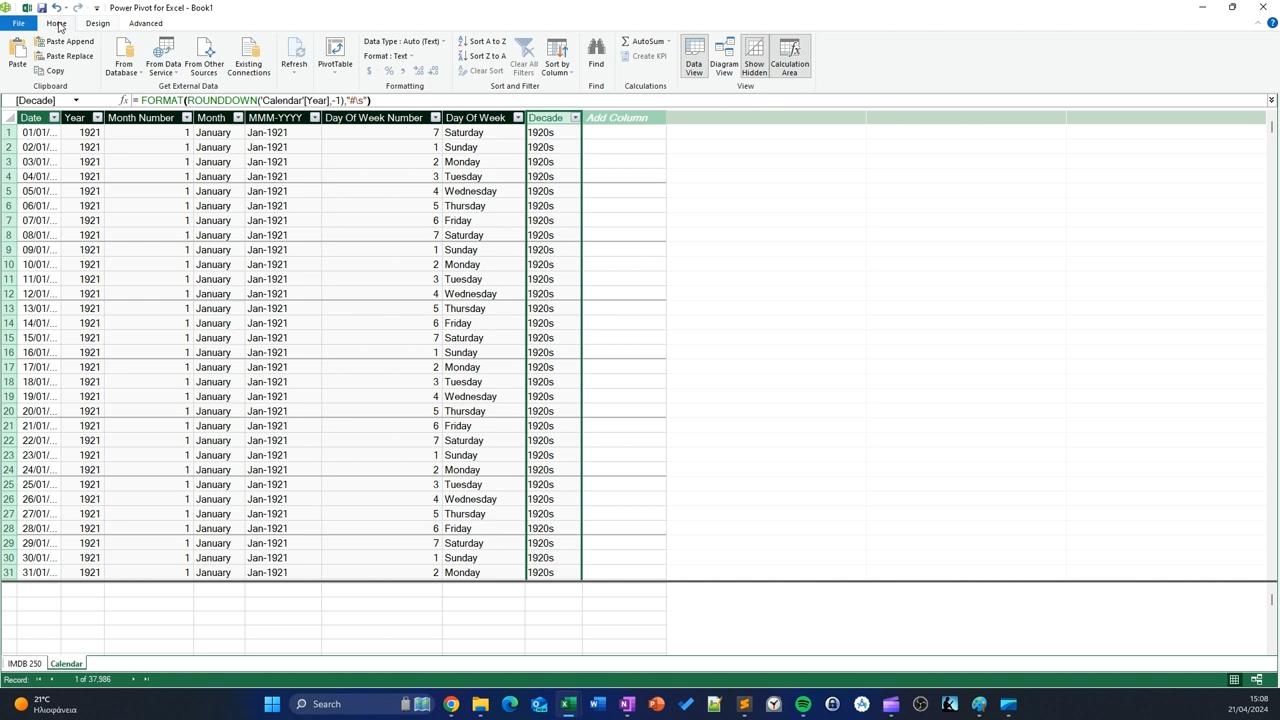 Power Pivot for Excel - Book1
File Home Design Advanced
Paste
Paste Append
Paste Replace
Copy
Clipboard
From Database
From Data Service
From Other Sources
Existing Connections
Get External Data
Refresh
PivotTable
Data Type : Auto (Text)
Format : Text
$ % ,
Formatting
Sort A to Z
Sort Z to A
Clear Sort
Clear All Filters
Sort by Column
Sort and Filter
Find
Find
AutoSum
Create KPI
Calculations
Data View
Diagram View
Show Hidden
Calculation Area
View
[Decade] fx = FORMAT(ROUNDDOWN('Calendar'[Year],-1),"#\s")
Date Year Month Number Month MMM-YYYY Day Of Week Number Day Of Week Decade Add Column
1 01/01/... 1921 1 January Jan-1921 7 Saturday 1920s
2 02/01/... 1921 1 January Jan-1921 1 Sunday 1920s
3 03/01/... 1921 1 January Jan-1921 2 Monday 1920s
4 04/01/... 1921 1 January Jan-1921 3 Tuesday 1920s
5 05/01/... 1921 1 January Jan-1921 4 Wednesday 1920s
6 06/01/... 1921 1 January Jan-1921 5 Thursday 1920s
7 07/01/... 1921 1 January Jan-1921 6 Friday 1920s
8 08/01/... 1921 1 January Jan-1921 7 Saturday 1920s
9 09/01/... 1921 1 January Jan-1921 1 Sunday 1920s
10 10/01/... 1921 1 January Jan-1921 2 Monday 1920s
11 11/01/... 1921 1 January Jan-1921 3 Tuesday 1920s
12 12/01/... 1921 1 January Jan-1921 4 Wednesday 1920s
13 13/01/... 1921 1 January Jan-1921 5 Thursday 1920s
14 14/01/... 1921 1 January Jan-1921 6 Friday 1920s
15 15/01/... 1921 1 January Jan-1921 7 Saturday 1920s
16 16/01/... 1921 1 January Jan-1921 1 Sunday 1920s
17 17/01/... 1921 1 January Jan-1921 2 Monday 1920s
18 18/01/... 1921 1 January Jan-1921 3 Tuesday 1920s
19 19/01/... 1921 1 January Jan-1921 4 Wednesday 1920s
20 20/01/... 1921 1 January Jan-1921 5 Thursday 1920s
21 21/01/... 1921 1 January Jan-1921 6 Friday 1920s
22 22/01/... 1921 1 January Jan-1921 7 Saturday 1920s
23 23/01/... 1921 1 January Jan-1921 1 Sunday 1920s
24 24/01/... 1921 1 January Jan-1921 2 Monday 1920s
25 25/01/... 1921 1 January Jan-1921 3 Tuesday 1920s
26 26/01/... 1921 1 January Jan-1921 4 Wednesday 1920s
27 27/01/... 1921 1 January Jan-1921 5 Thursday 1920s
28 28/01/... 1921 1 January Jan-1921 6 Friday 1920s
29 29/01/... 1921 1 January Jan-1921 7 Saturday 1920s
30 30/01/... 1921 1 January Jan-1921 1 Sunday 1920s
31 31/01/... 1921 1 January Jan-1921 2 Monday 1920s
IMDB 250 Calendar
Record: 1 of 37,986
21°C
Ηλιοφάνεια
Search
15:08
21/04/2024